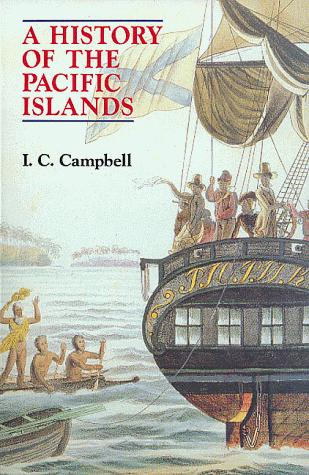 A HISTORY
OF THE
PACIFIC
ISLANDS
I. C. Campbell